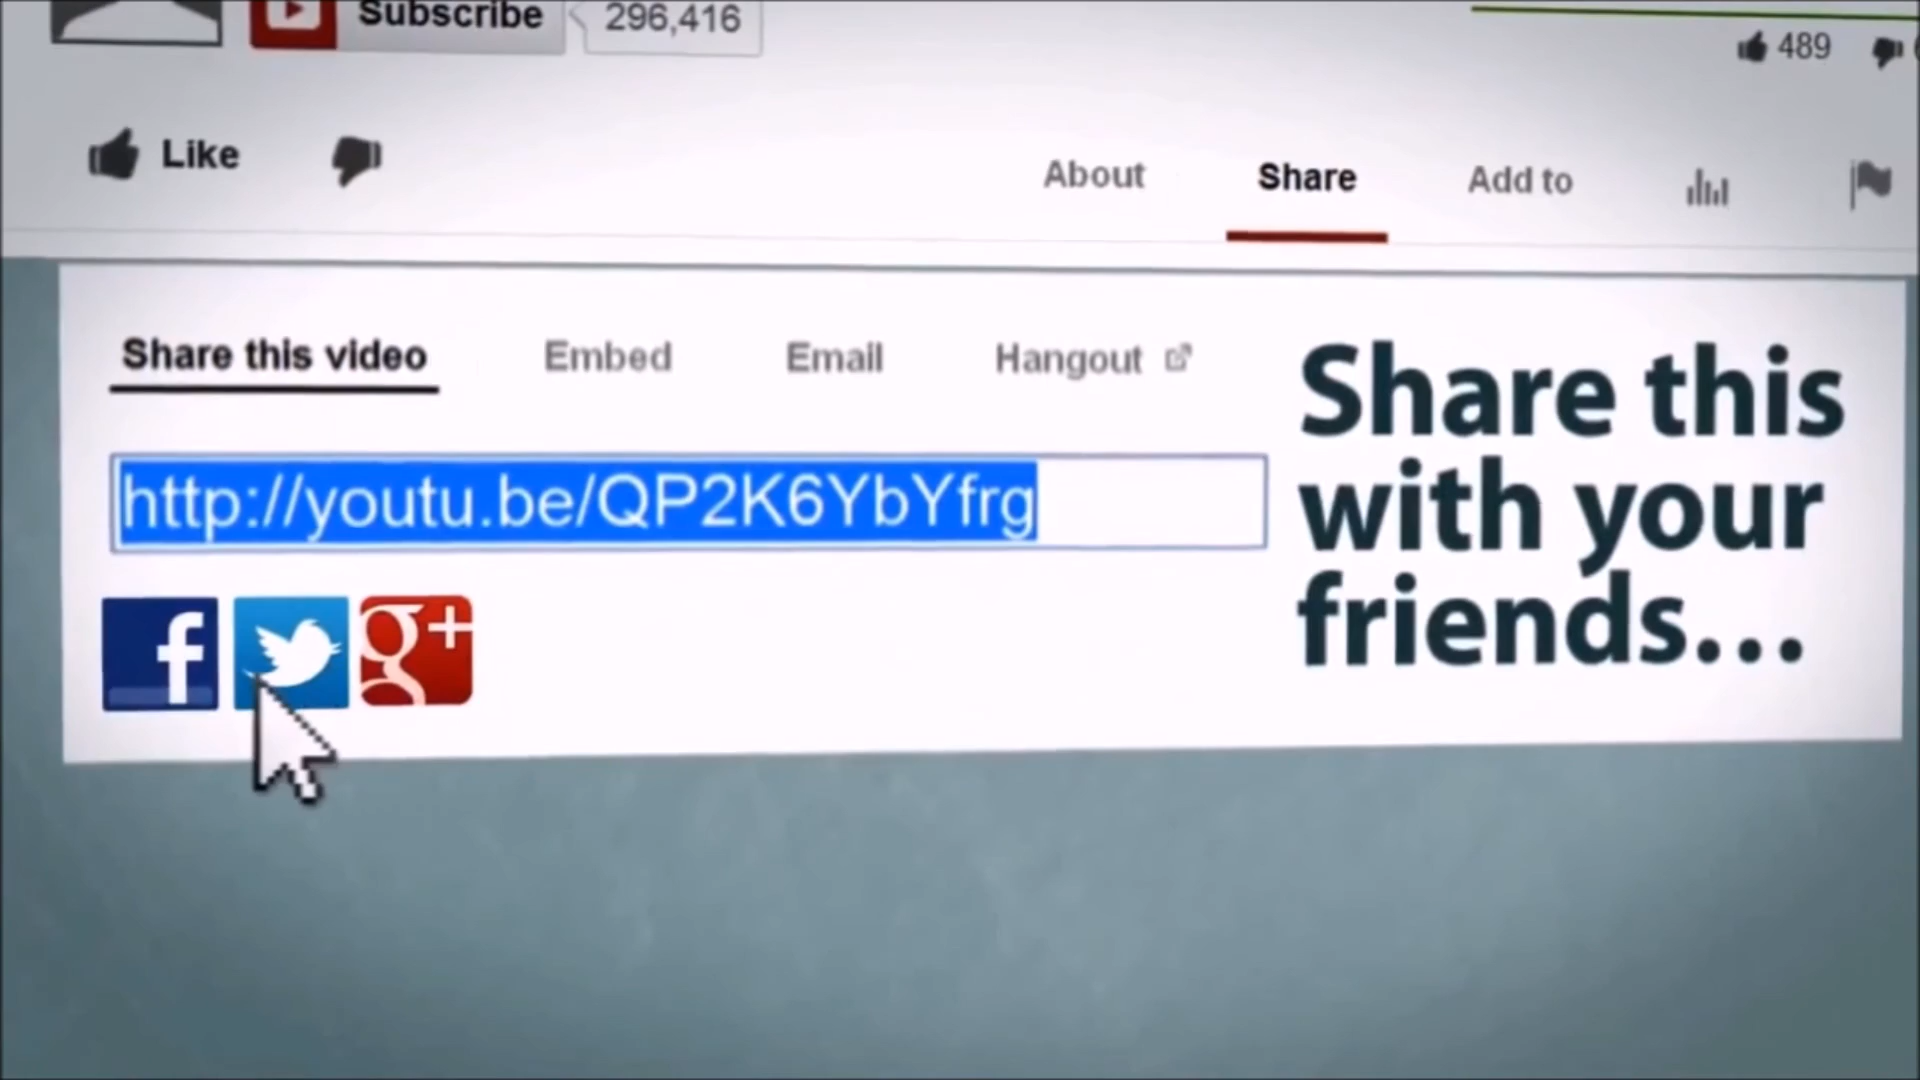 Subscribe 296,416
489
Like
About Share Add to
Share this video Embed Email Hangout
http://youtu.be/QP2K6YbYfrg
f g+
Share this
with your
friends...